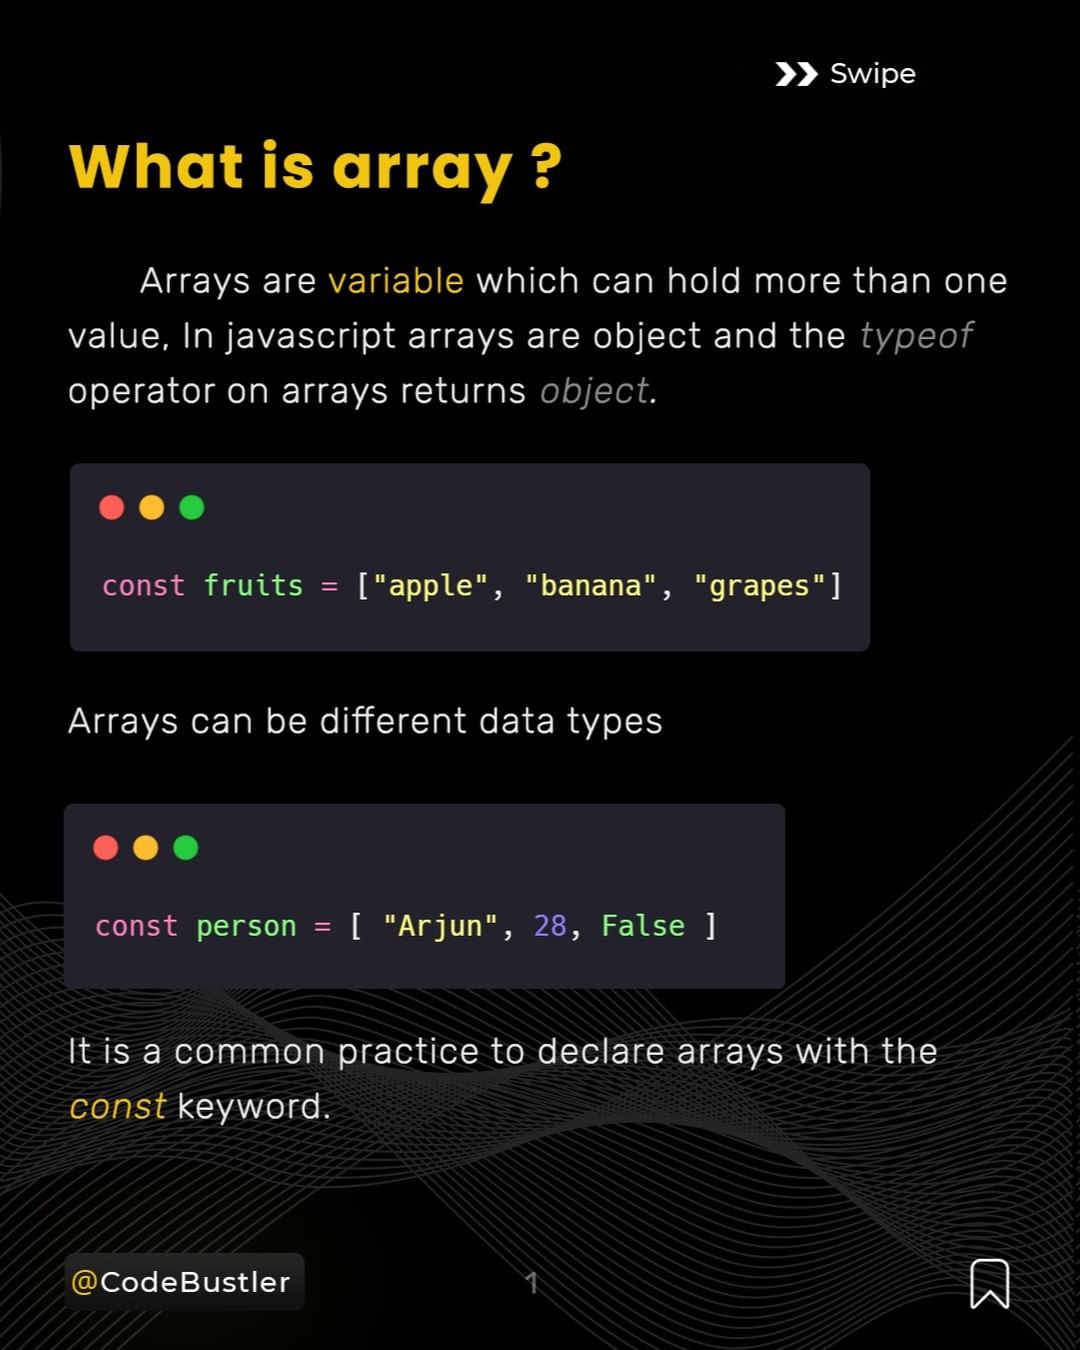 Swipe
What is array ?
Arrays are variable which can hold more than one
value, In javascript arrays are object and the typeof
operator on arrays returns object.
const fruits = ["apple", "banana", "grapes"]
Arrays can be different data types
const person = [ "Arjun", 28, False ]
It is a common practice to declare arrays with the
const keyword.
@CodeBustler
1